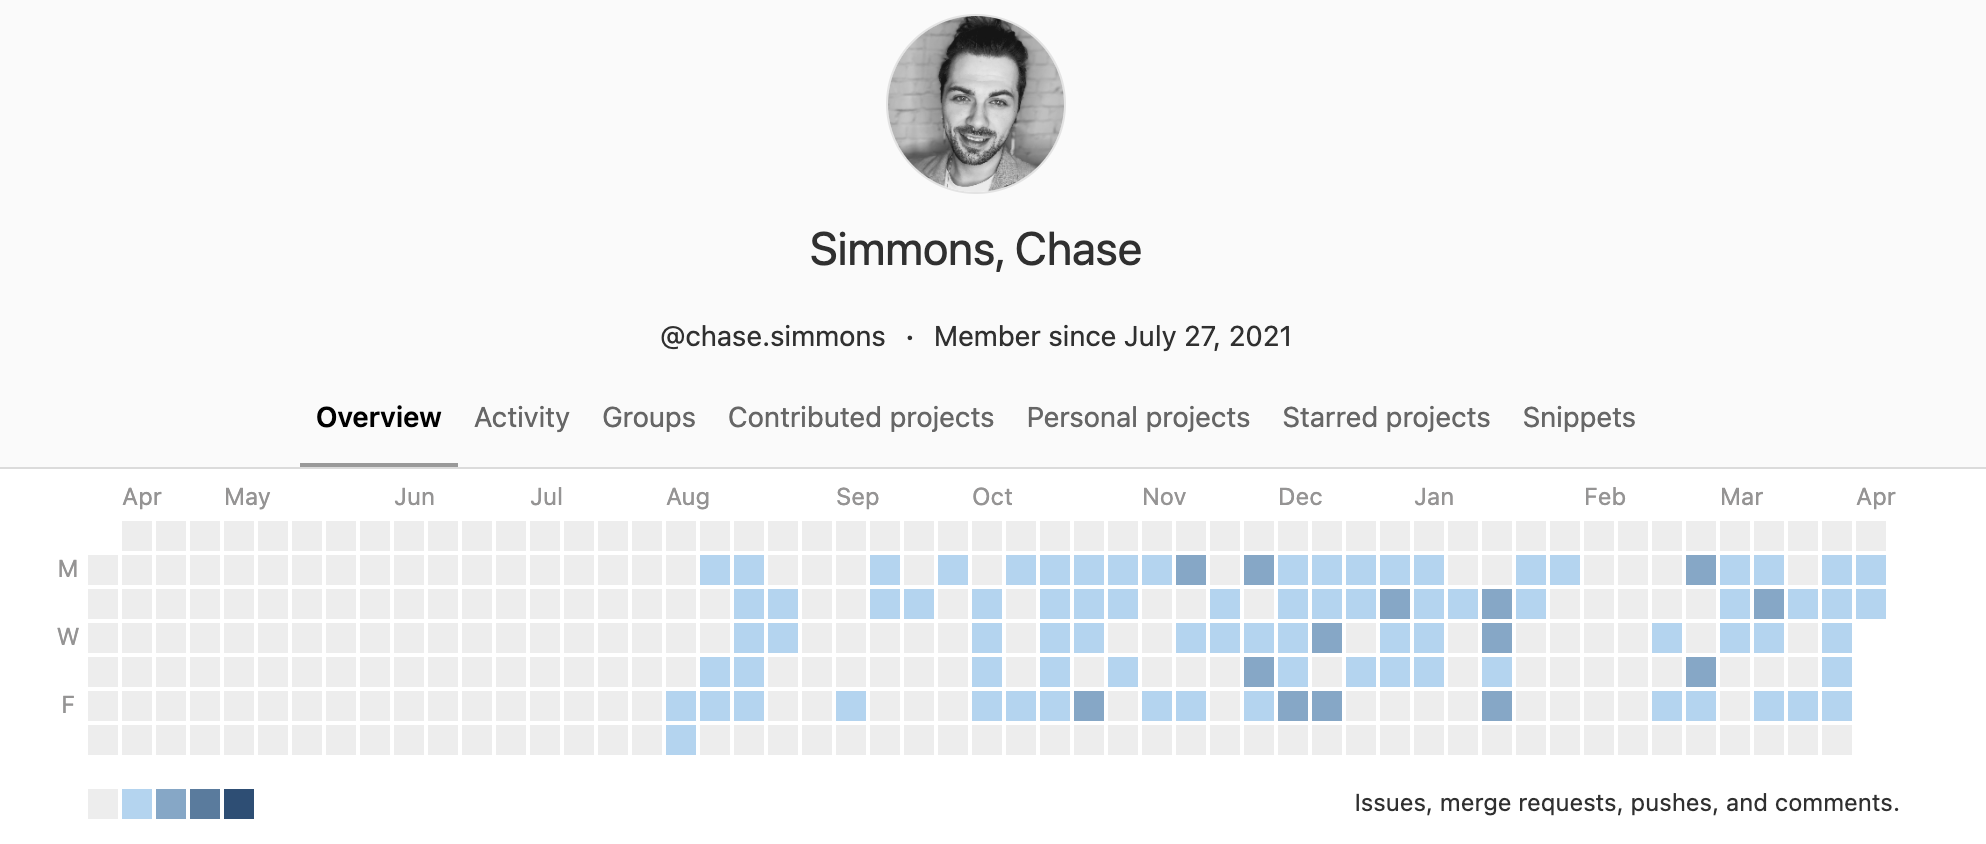 Simmons, Chase
@chase.simmons · Member since July 27, 2021
Overview Activity Groups Contributed projects Personal projects Starred projects Snippets
Apr May Jun Jul Aug Sep Oct Nov Dec Jan Feb Mar Apr
M
W
F
Issues, merge requests, pushes, and comments.